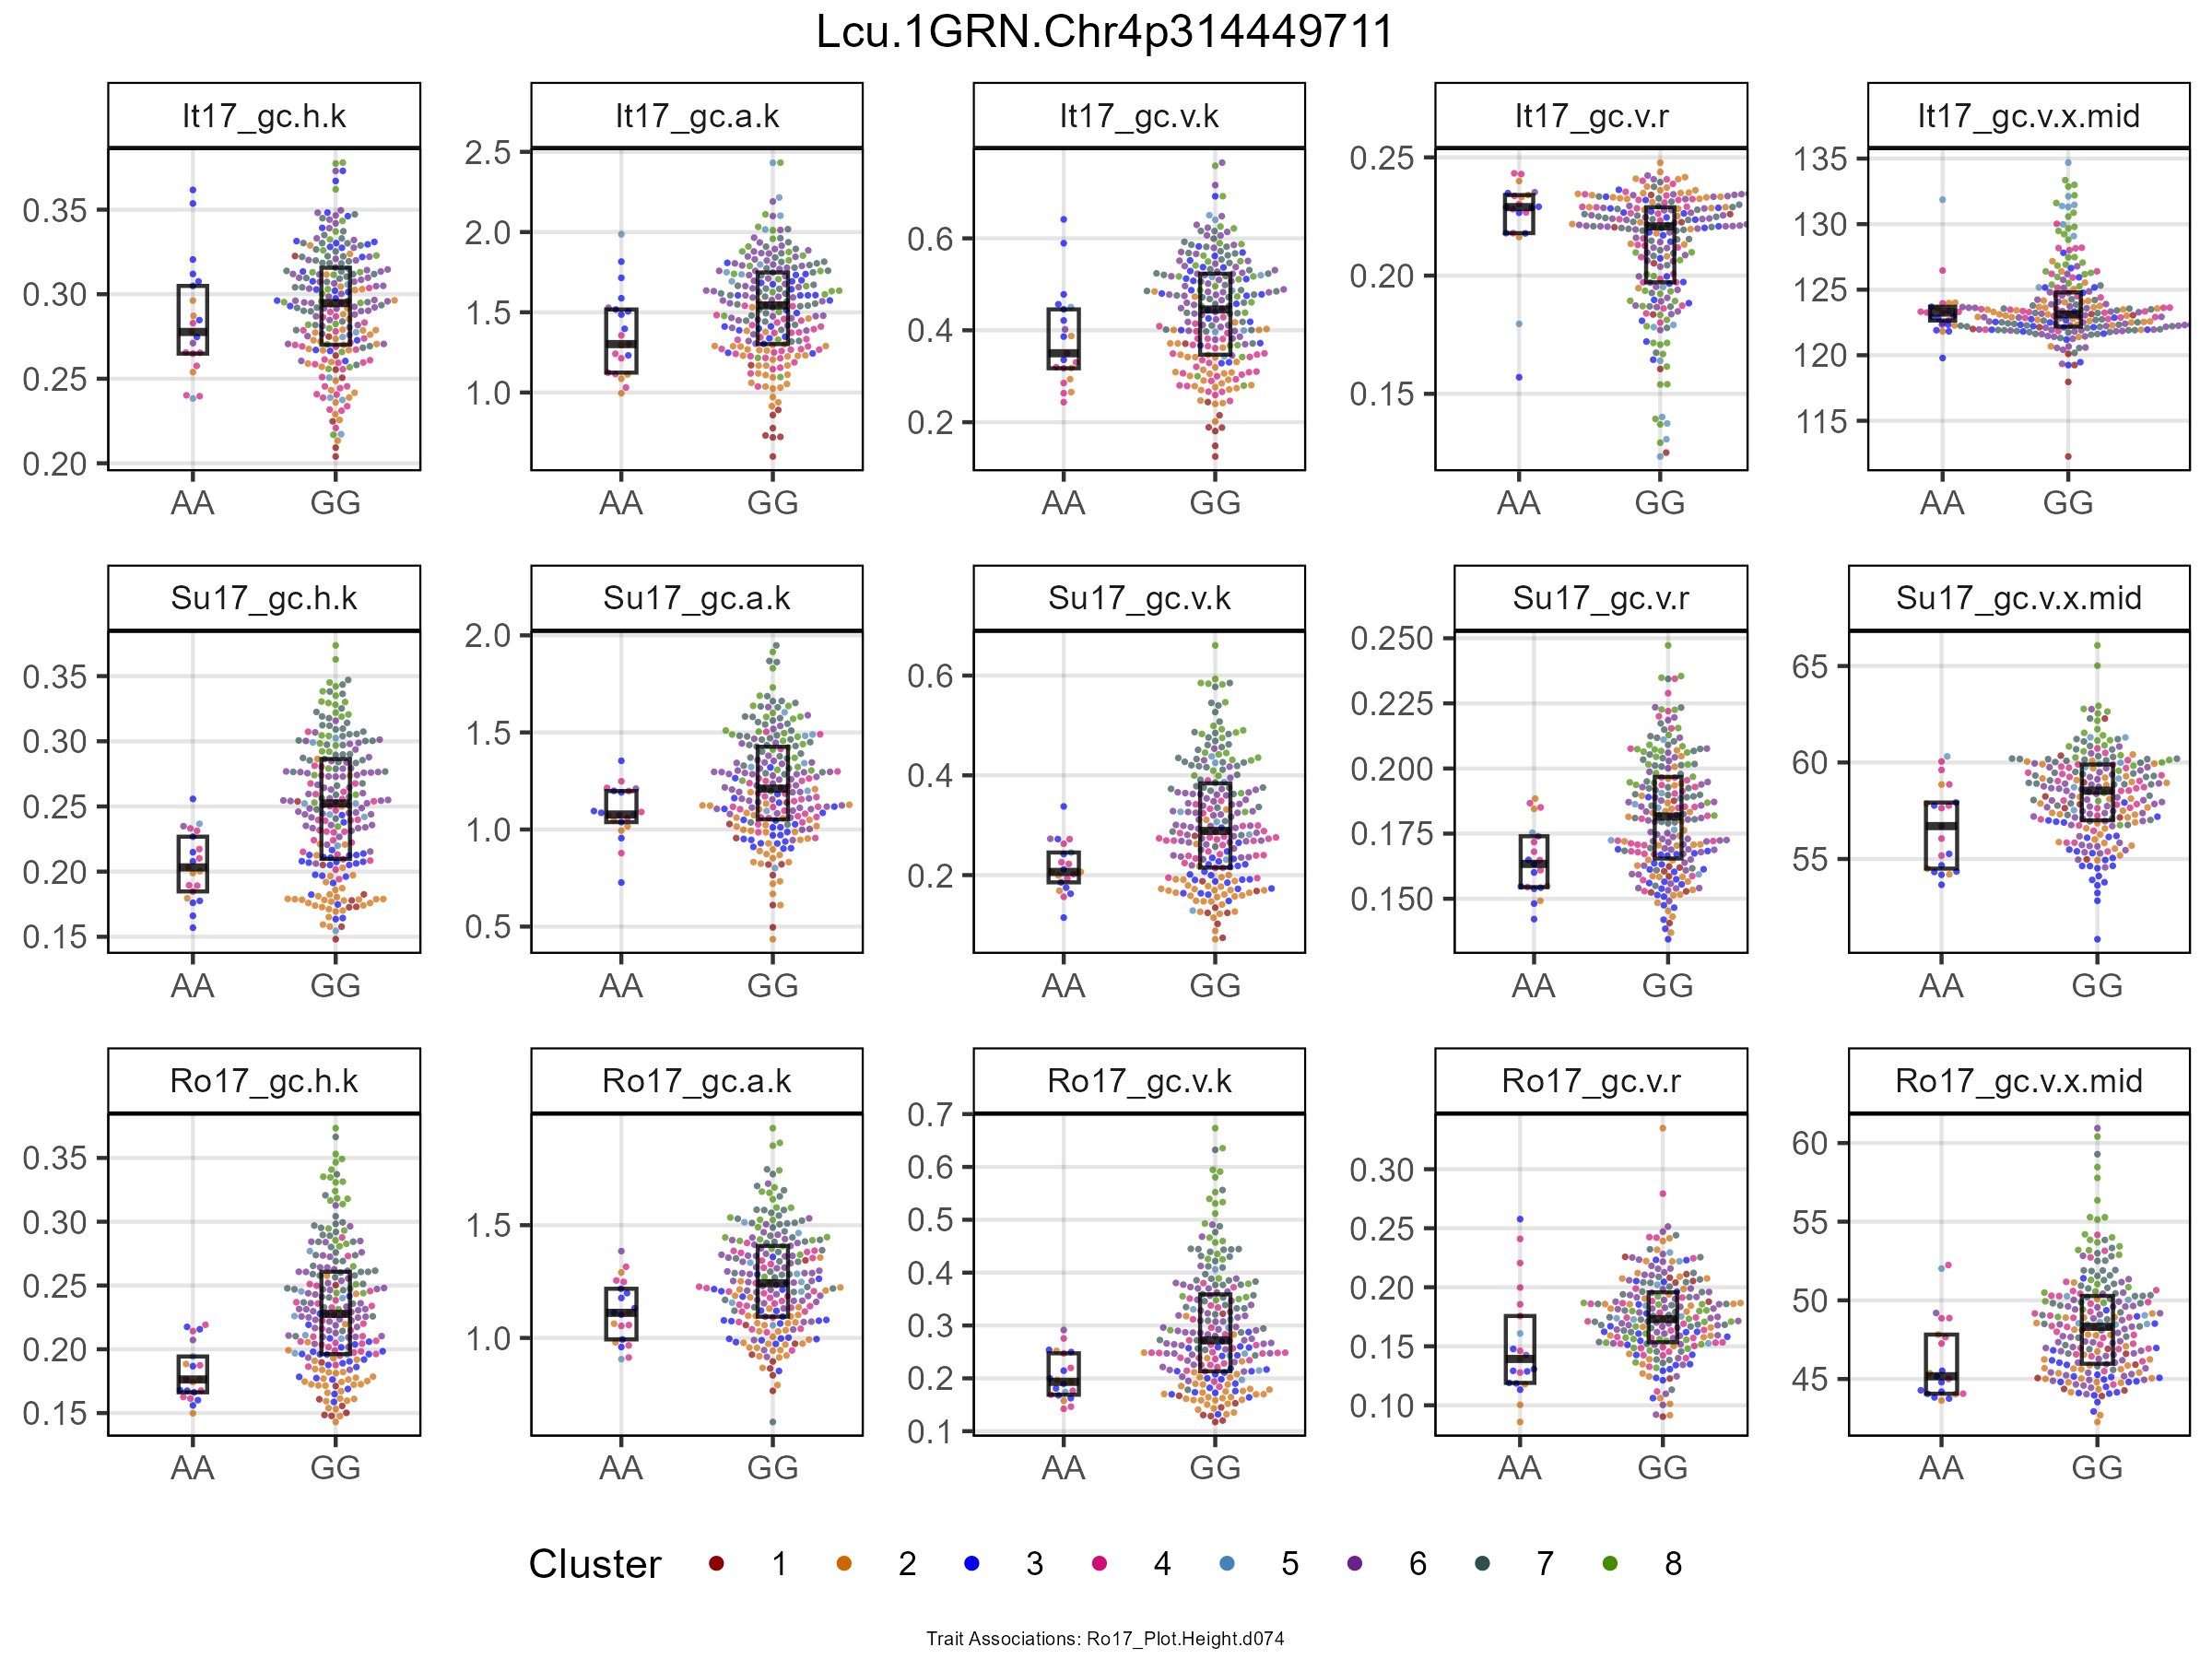 Lcu.1GRN.Chr4p314449711
It17_gc.h.k It17_gc.a.k It17_gc.v.k It17_gc.v.r It17_gc.v.x.mid
0.35 0.30 0.25 0.20
2.5 2.0 1.5 1.0
0.6 0.4 0.2
0.25 0.20 0.15
135 130 125 120 115
AA GG AA GG AA GG AA GG AA GG
Su17_gc.h.k Su17_gc.a.k Su17_gc.v.k Su17_gc.v.r Su17_gc.v.x.mid
0.35 0.30 0.25 0.20 0.15
2.0 1.5 1.0 0.5
0.6 0.4 0.2
0.250 0.225 0.200 0.175 0.150
65 60 55
AA GG AA GG AA GG AA GG AA GG
Ro17_gc.h.k Ro17_gc.a.k Ro17_gc.v.k Ro17_gc.v.r Ro17_gc.v.x.mid
0.35 0.30 0.25 0.20 0.15
1.5 1.0
0.7 0.6 0.5 0.4 0.3 0.2 0.1
0.30 0.25 0.20 0.15 0.10
60 55 50 45
AA GG AA GG AA GG AA GG AA GG
Cluster 1 2 3 4 5 6 7 8
Trait Associations: Ro17_Plot.Height.d074